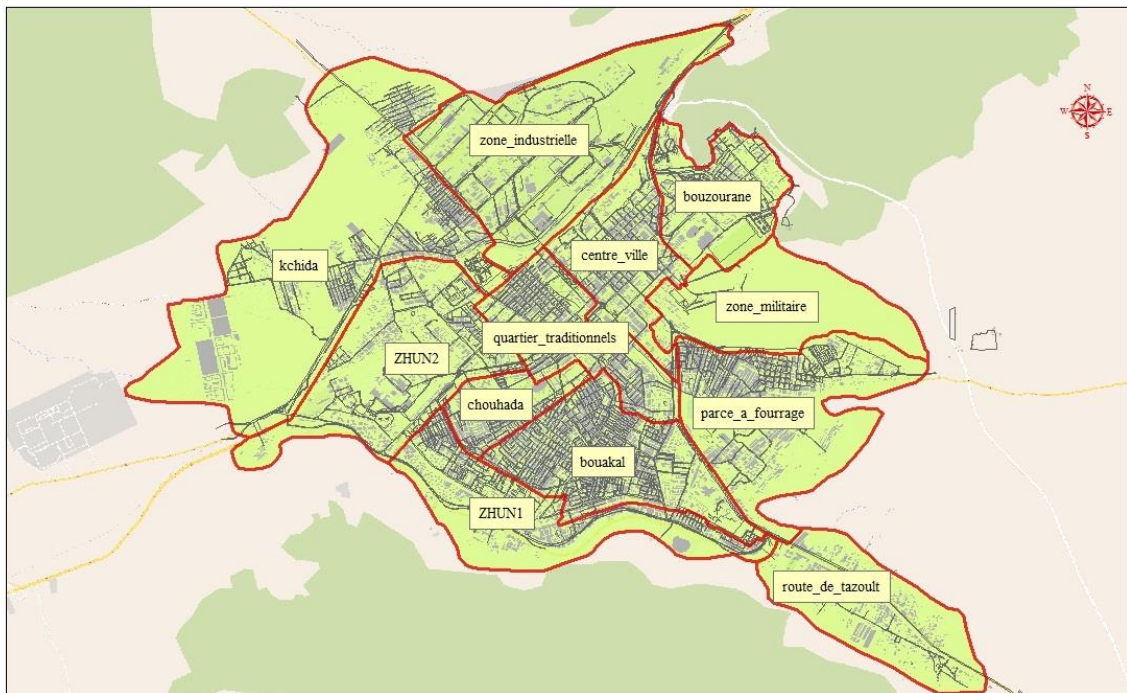 N
W E
S
zone_industrielle
bouzourane
centre_ville
kchida
zone_militaire
quartier_traditionnels
ZHUN2
chouhada
parce_a_fourrage
bouakal
ZHUN1
route_de_tazoult